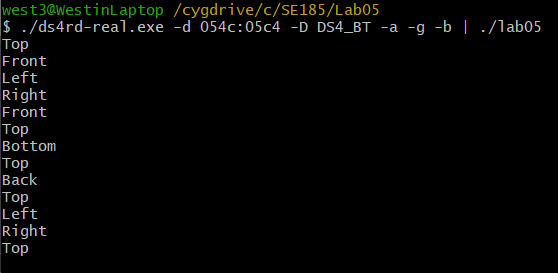 west3@WestinLaptop /cygdrive/c/SE185/Lab05
$ ./ds4rd-real.exe -d 054c:05c4 -D DS4_BT -a -g -b | ./lab05
Top
Front
Left
Right
Front
Top
Bottom
Top
Back
Top
Left
Right
Top